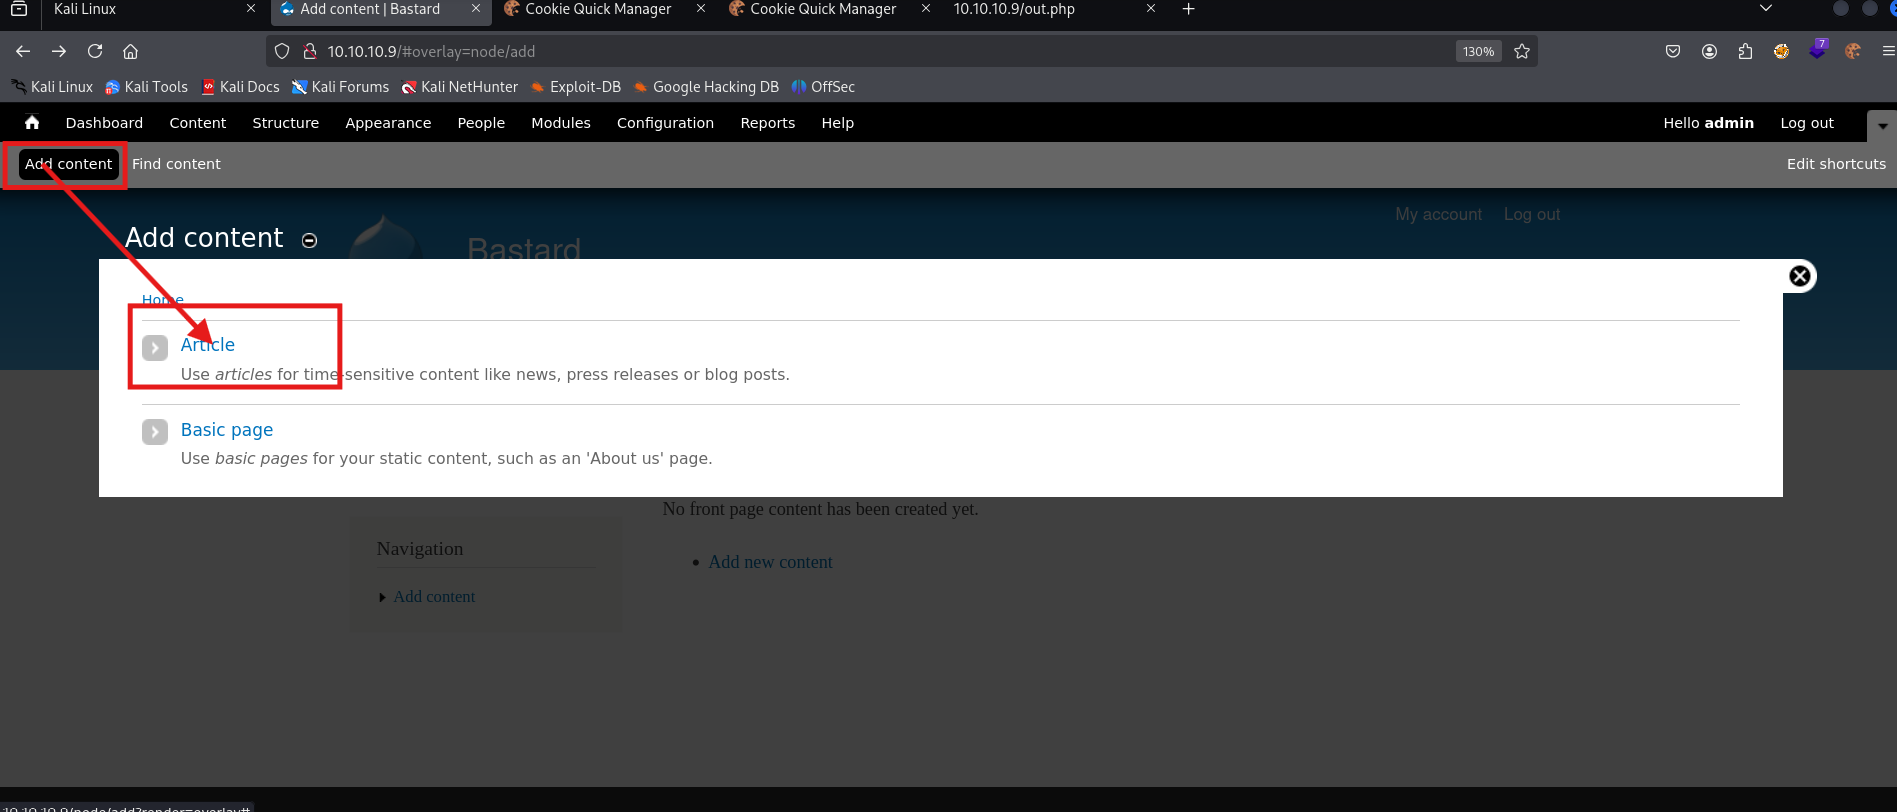 Kali Linux
Add content | Bastard
Cookie Quick Manager
Cookie Quick Manager
10.10.10.9/out.php
10.10.10.9/#overlay=node/add
130%
7
Kali Linux
Kali Tools
Kali Docs
Kali Forums
Kali NetHunter
Exploit-DB
Google Hacking DB
OffSec
Dashboard
Content
Structure
Appearance
People
Modules
Configuration
Reports
Help
Hello admin
Log out
Add content
Find content
Edit shortcuts
My account
Log out
Add content
Bastard
Home
Article
Use articles for time-sensitive content like news, press releases or blog posts.
Basic page
Use basic pages for your static content, such as an 'About us' page.
No front page content has been created yet.
Navigation
Add new content
Add content
10.10.10.9/node/add?render=overlay#